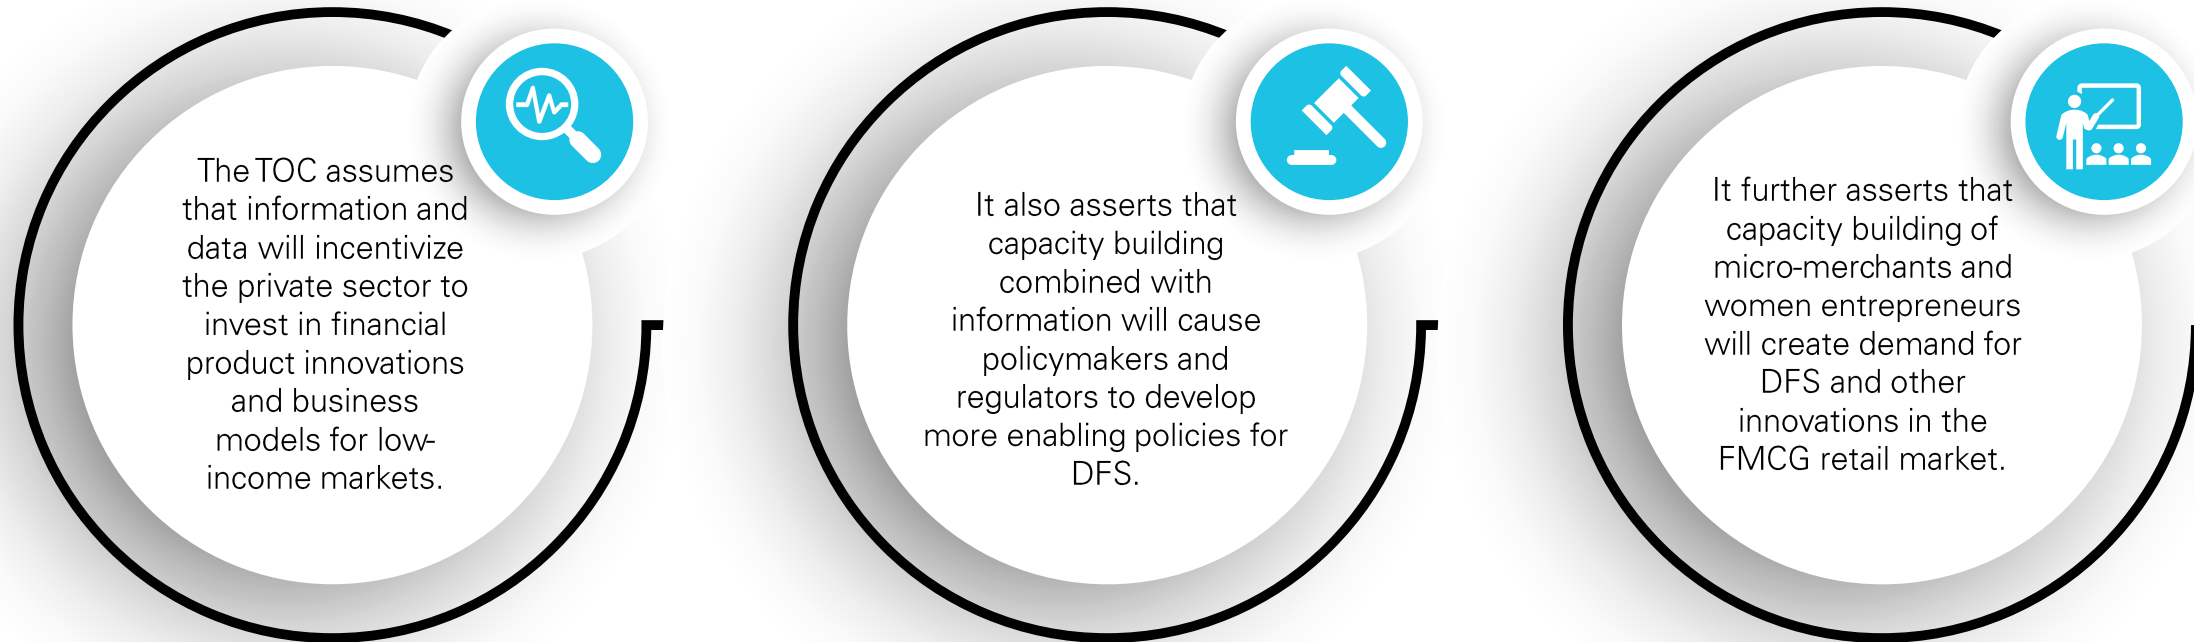 The TOC assumes
that information and
data will incentivize
the private sector to
invest in financial
product innovations
and business
models for low-
income markets.
It also asserts that
capacity building
combined with
information will cause
policymakers and
regulators to develop
more enabling policies for
DFS.
It further asserts that
capacity building of
micro-merchants and
women entrepreneurs
will create demand for
DFS and other
innovations in the
FMCG retail market.